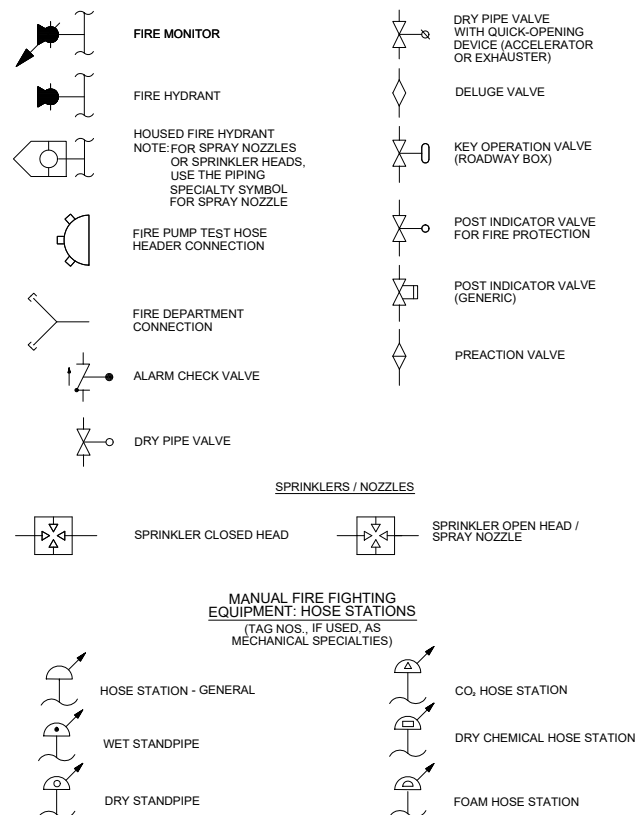 FIRE MONITOR
FIRE HYDRANT
HOUSED FIRE HYDRANT
NOTE: FOR SPRAY NOZZLES
OR SPRINKLER HEADS,
USE THE PIPING
SPECIALTY SYMBOL
FOR SPRAY NOZZLE
FIRE PUMP TEST HOSE
HEADER CONNECTION
FIRE DEPARTMENT
CONNECTION
ALARM CHECK VALVE
DRY PIPE VALVE
DRY PIPE VALVE
WITH QUICK-OPENING
DEVICE (ACCELERATOR
OR EXHAUSTER)
DELUGE VALVE
KEY OPERATION VALVE
(ROADWAY BOX)
POST INDICATOR VALVE
FOR FIRE PROTECTION
POST INDICATOR VALVE
(GENERIC)
PREACTION VALVE
SPRINKLERS / NOZZLES
SPRINKLER CLOSED HEAD
SPRINKLER OPEN HEAD /
SPRAY NOZZLE
MANUAL FIRE FIGHTING
EQUIPMENT: HOSE STATIONS
(TAG NOS., IF USED, AS
MECHANICAL SPECIALTIES)
HOSE STATION - GENERAL
WET STANDPIPE
DRY STANDPIPE
CO₂ HOSE STATION
DRY CHEMICAL HOSE STATION
FOAM HOSE STATION